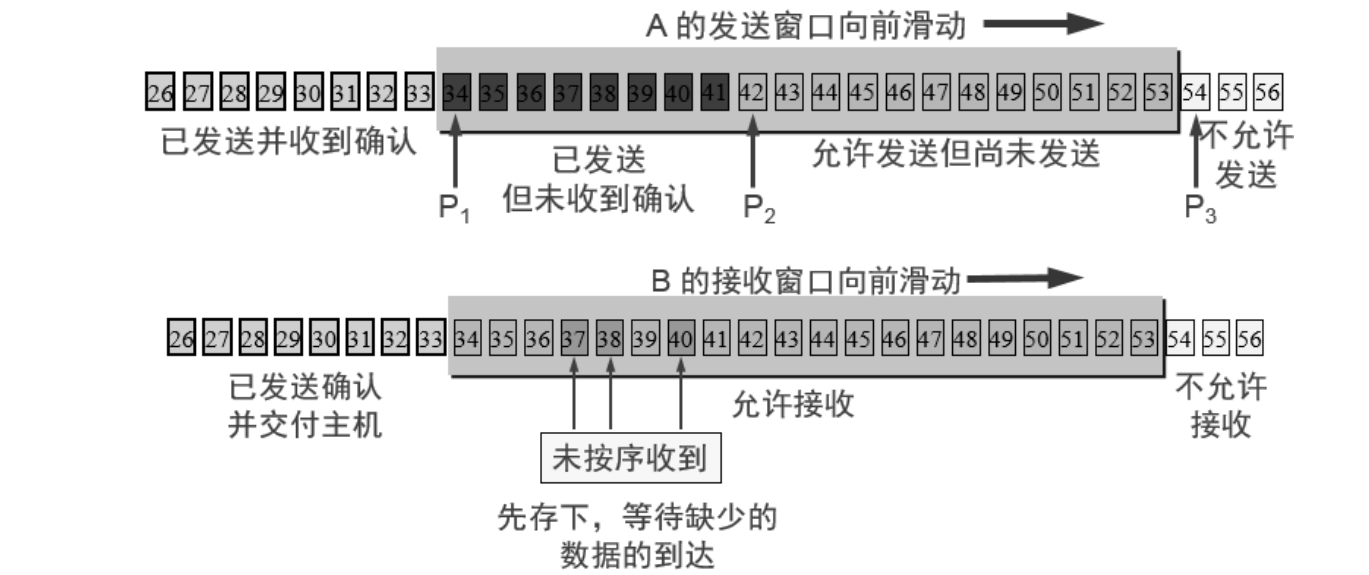 A 的发送窗口向前滑动
26 27 28 29 30 31 32 33 34 35 36 37 38 39 40 41 42 43 44 45 46 47 48 49 50 51 52 53 54 55 56
已发送并收到确认
已发送
但未收到确认
允许发送但尚未发送
不允许
发送
P1
P2
P3
B 的接收窗口向前滑动
26 27 28 29 30 31 32 33 34 35 36 37 38 39 40 41 42 43 44 45 46 47 48 49 50 51 52 53 54 55 56
已发送确认
并交付主机
允许接收
不允许
接收
未按序收到
先存下，等待缺少的
数据的到达